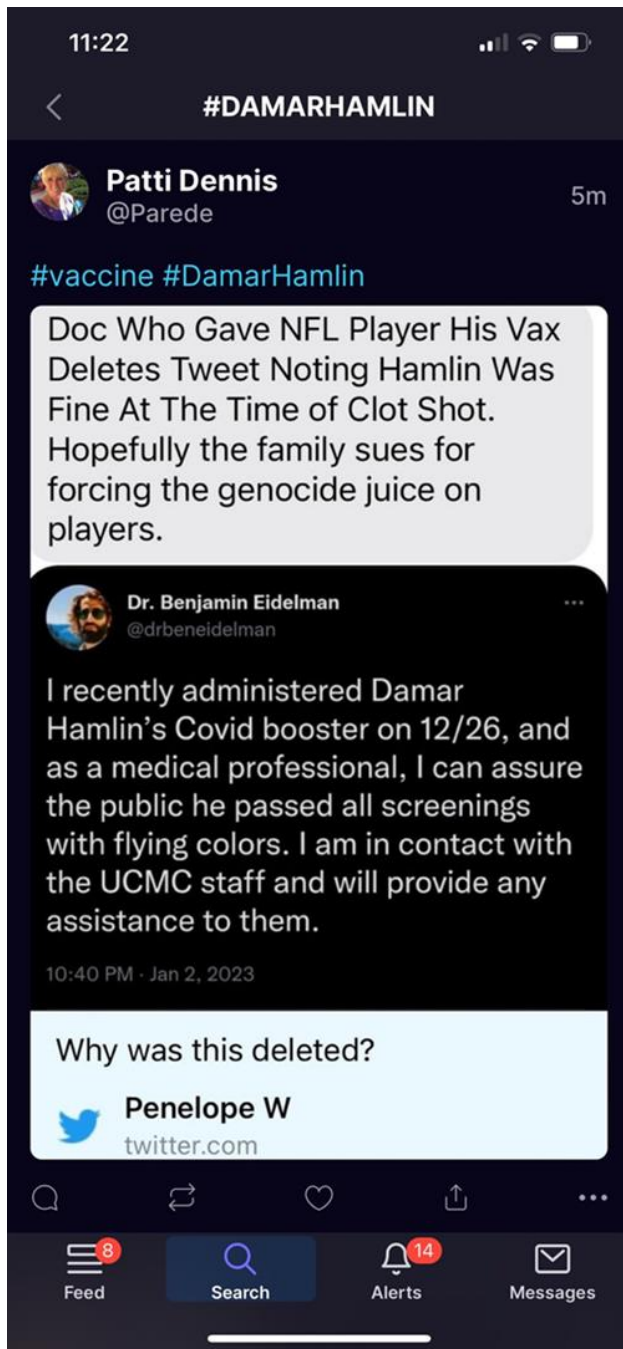 11:22
#DAMARHAMLIN
Patti Dennis
@Parede
5m
#vaccine #DamarHamlin
Doc Who Gave NFL Player His Vax
Deletes Tweet Noting Hamlin Was
Fine At The Time of Clot Shot.
Hopefully the family sues for
forcing the genocide juice on
players.
Dr. Benjamin Eidelman
@drbeneidelman
I recently administered Damar
Hamlin's Covid booster on 12/26, and
as a medical professional, I can assure
the public he passed all screenings
with flying colors. I am in contact with
the UCMC staff and will provide any
assistance to them.
10:40 PM · Jan 2, 2023
Why was this deleted?
Penelope W
twitter.com
8
14
Feed
Search
Alerts
Messages